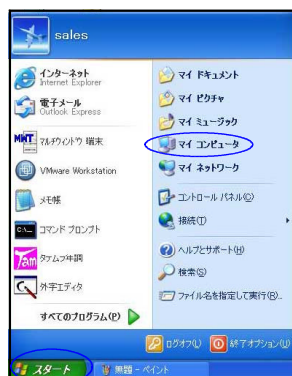 sales
インターネット
Internet Explorer
電子メール
Outlook Express
マルチウィンドウ 端末
VMware Workstation
メモ帳
コマンド プロンプト
外字エディタ
すべてのプログラム(P)
マイ ドキュメント
マイ ピクチャ
マイ ミュージック
マイ コンピュータ
マイ ネットワーク
コントロール パネル(C)
接続(T)
ヘルプとサポート(H)
検索(S)
ファイル名を指定して実行(R)...
ログオフ(L)
終了オプション(U)
スタート
無題 - ペイント